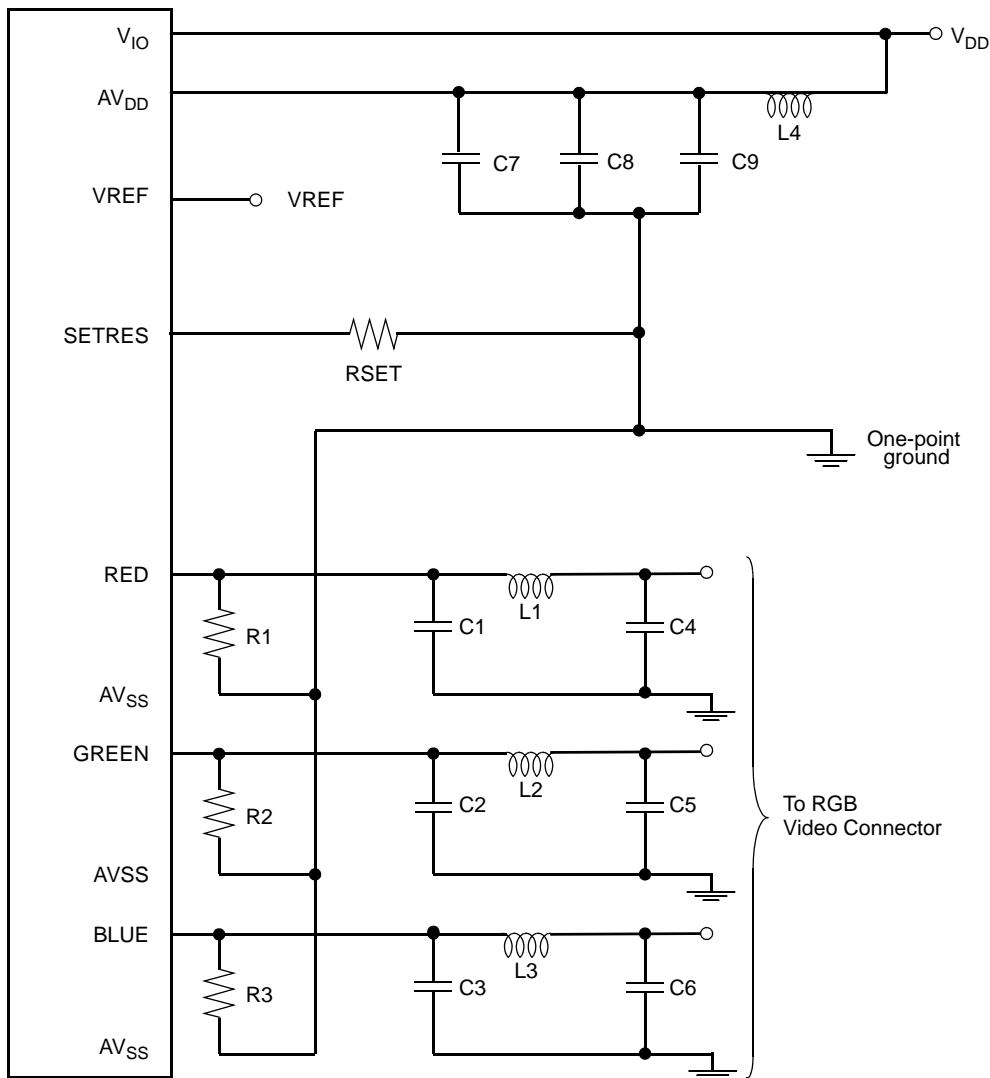 V_IO
V_DD
AV_DD
L4
C7
C8
C9
VREF
VREF
SETRES
RSET
One-point
ground
RED
L1
R1
C1
C4
AV_SS
GREEN
L2
R2
C2
C5
To RGB
Video Connector
AVSS
BLUE
L3
R3
C3
C6
AV_SS